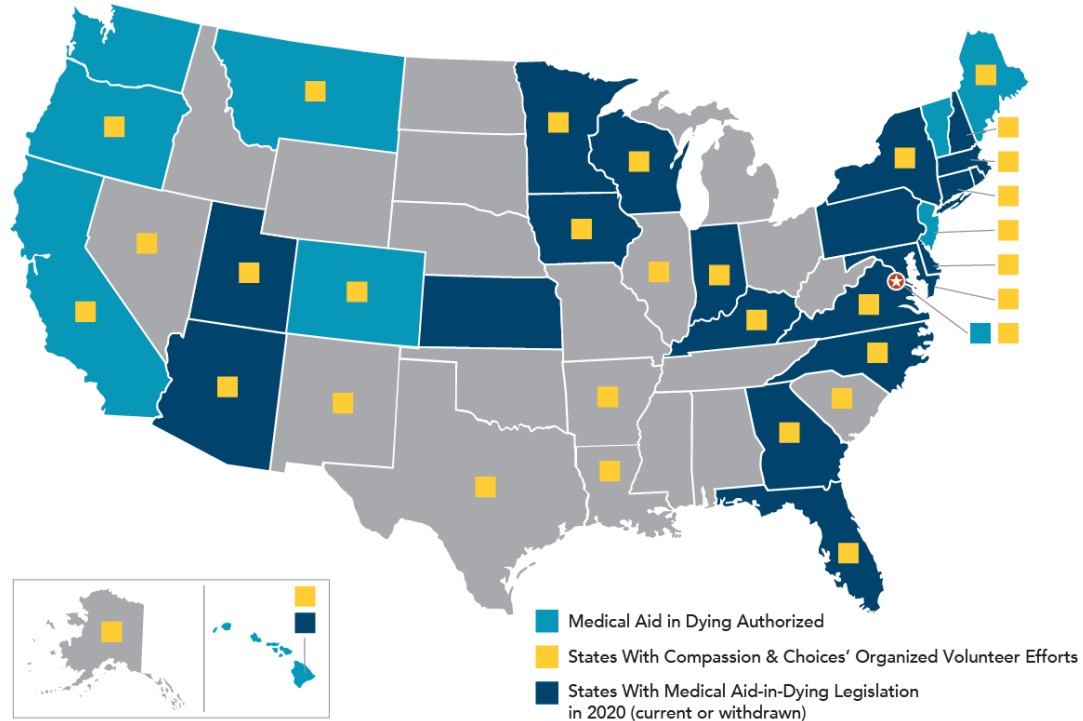 Medical Aid in Dying Authorized
States With Compassion & Choices’ Organized Volunteer Efforts
States With Medical Aid-in-Dying Legislation
in 2020 (current or withdrawn)